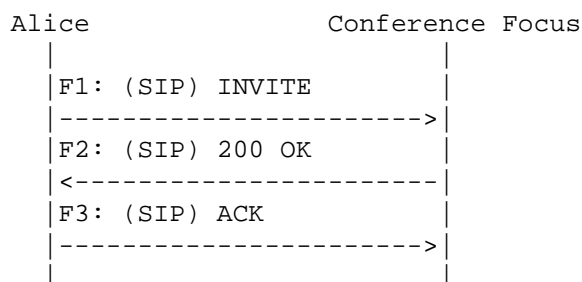 Alice Conference Focus
F1: (SIP) INVITE
F2: (SIP) 200 OK
F3: (SIP) ACK